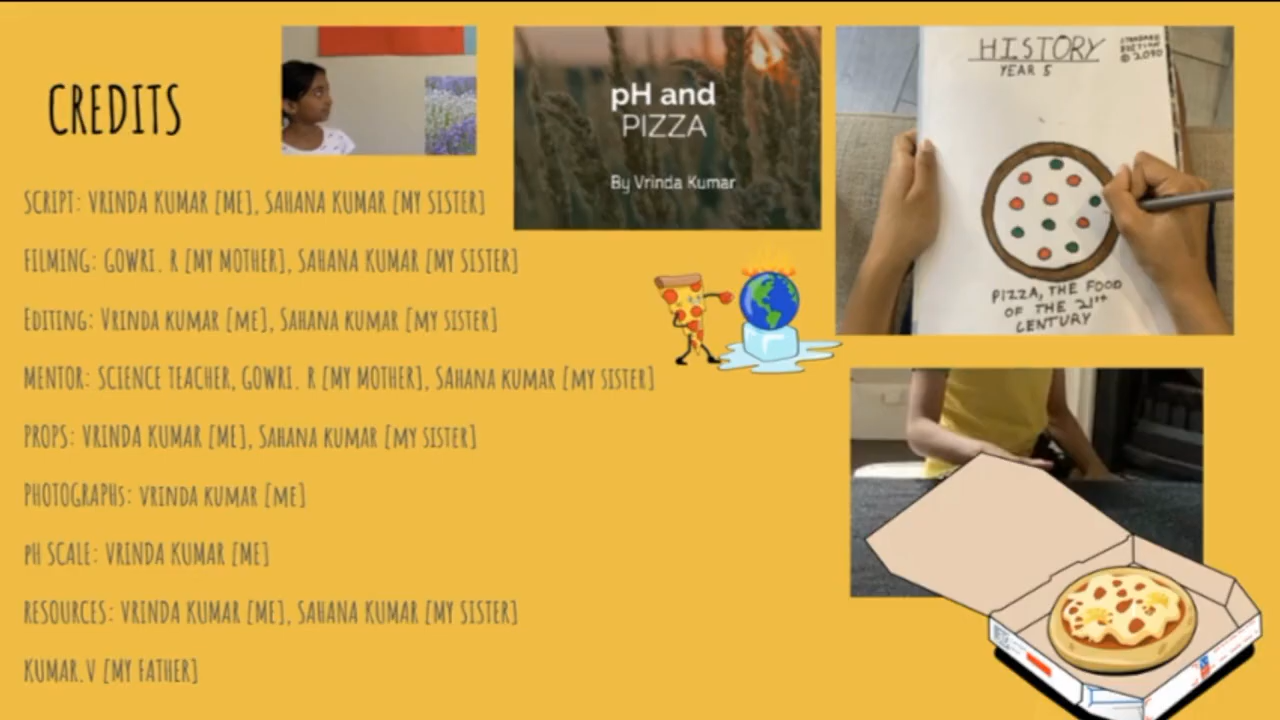 CREDITS
SCRIPT: VRINDA KUMAR [ME], SAHANA KUMAR [MY SISTER]
FILMING: GOWRI. R [MY MOTHER], SAHANA KUMAR [MY SISTER]
EDITING: VRINDA KUMAR [ME], SAHANA KUMAR [MY SISTER]
MENTOR: SCIENCE TEACHER, GOWRI. R [MY MOTHER], SAHANA KUMAR [MY SISTER]
PROPS: VRINDA KUMAR [ME], SAHANA KUMAR [MY SISTER]
PHOTOGRAPHS: VRINDA KUMAR [ME]
pH SCALE: VRINDA KUMAR [ME]
RESOURCES: VRINDA KUMAR [ME], SAHANA KUMAR [MY SISTER]
KUMAR.V [MY FATHER]
pH and
PIZZA
By Vrinda Kumar
HISTORY
YEAR 5
PIZZA, THE FOOD
OF THE 21st
CENTURY